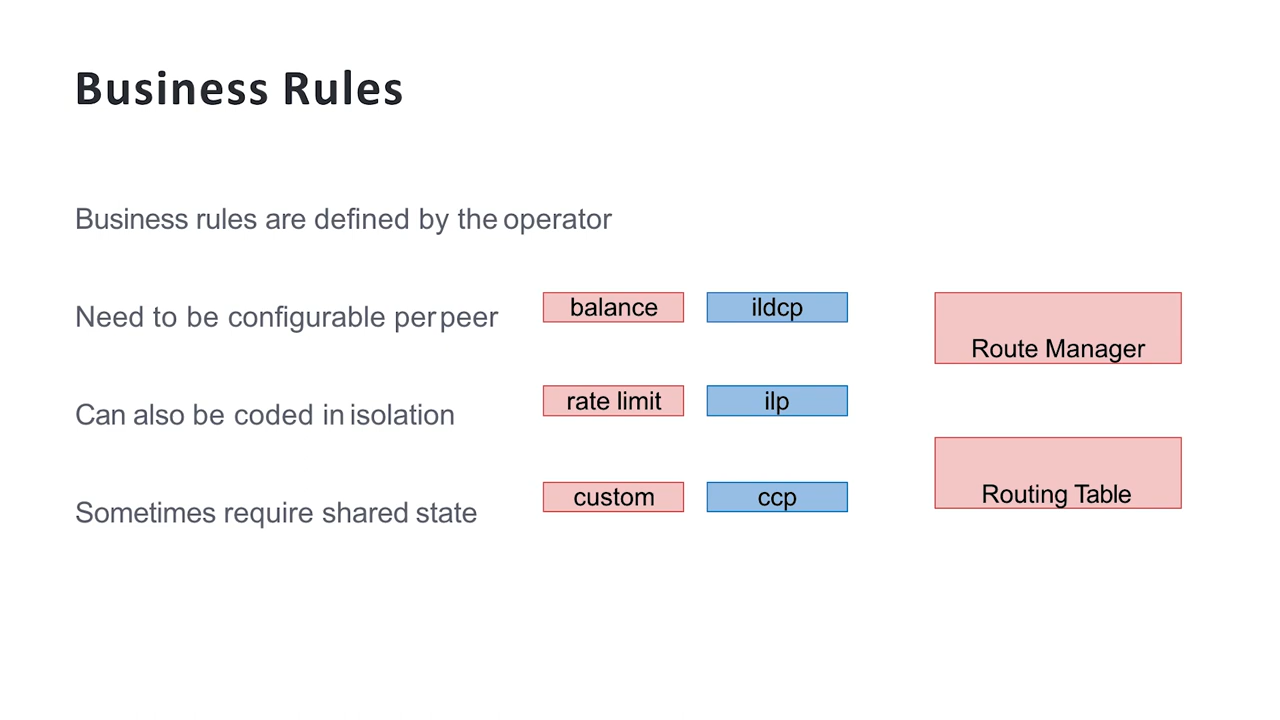 Business Rules
Business rules are defined by the operator
Need to be configurable per peer
Can also be coded in isolation
Sometimes require shared state
balance
ildcp
rate limit
ilp
custom
ccp
Route Manager
Routing Table